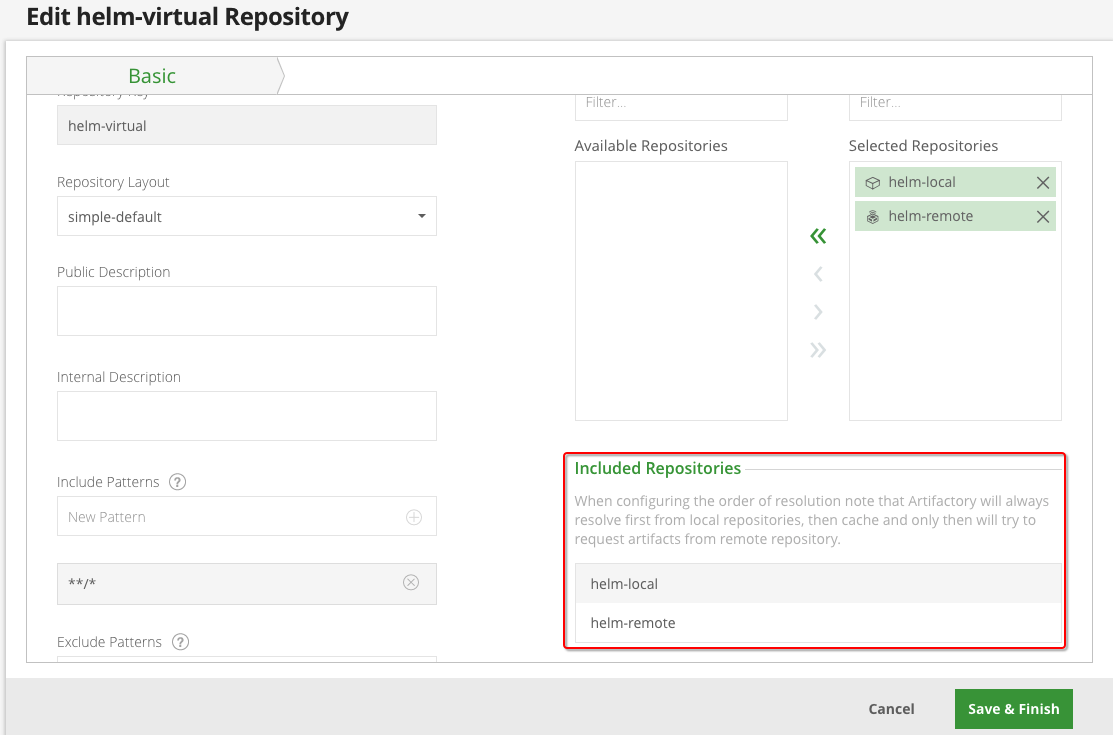 Edit helm-virtual Repository
Basic
Repository Key
helm-virtual
Repository Layout
simple-default
Public Description
Internal Description
Include Patterns ?
New Pattern
**/*
Exclude Patterns ?
Filter...
Filter...
Available Repositories
Selected Repositories
helm-local
helm-remote
Included Repositories
When configuring the order of resolution note that Artifactory will always
resolve first from local repositories, then cache and only then will try to
request artifacts from remote repository.
helm-local
helm-remote
Cancel
Save & Finish